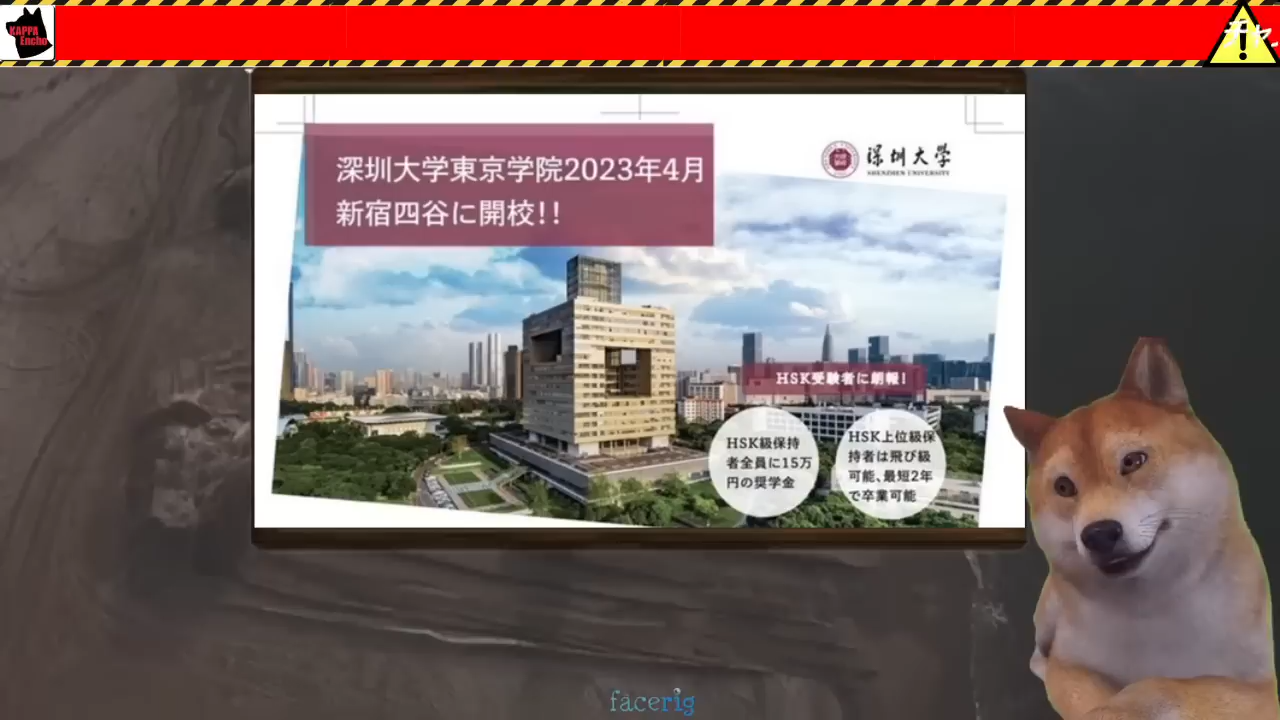 KAPPA
Encho
深圳大学東京学院2023年4月
新宿四谷に開校!!
深圳大学
SHENZHEN UNIVERSITY
HSK受験者に朗報!
HSK級保持
者全員に15万
円の奨学金
HSK上位級保
持者は飛び級
可能、最短2年
で卒業可能
facerig